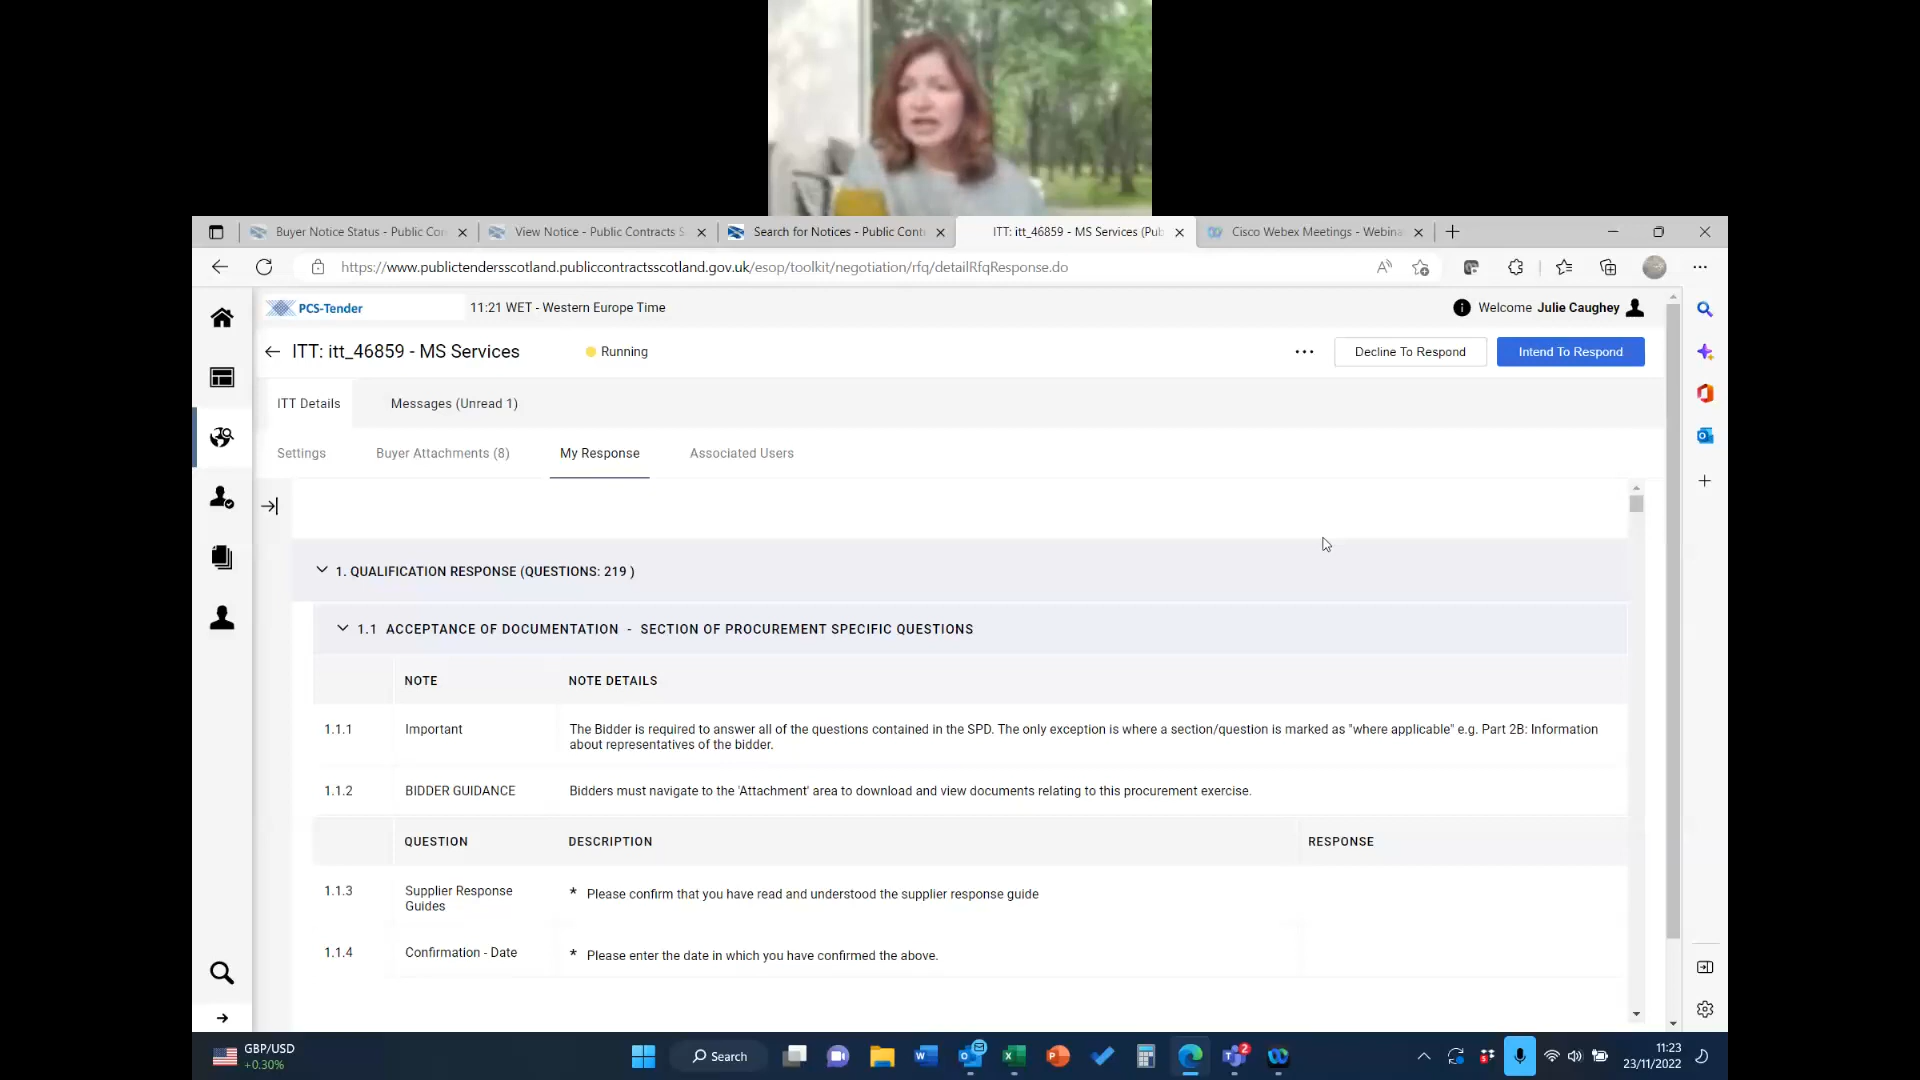 Buyer Notice Status - Public Con
View Notice - Public Contracts S
Search for Notices - Public Cont
ITT: itt_46859 - MS Services (Pub
Cisco Webex Meetings - Webina
https://www.publictendersscotland.publiccontractsscotland.gov.uk/esop/toolkit/negotiation/rfq/detailRfqResponse.do
PCS-Tender
11:21 WET - Western Europe Time
Welcome Julie Caughey
ITT: itt_46859 - MS Services
Running
Decline To Respond
Intend To Respond
ITT Details
Messages (Unread 1)
Settings
Buyer Attachments (8)
My Response
Associated Users
1. QUALIFICATION RESPONSE (QUESTIONS: 219 )
1.1 ACCEPTANCE OF DOCUMENTATION - SECTION OF PROCUREMENT SPECIFIC QUESTIONS
NOTE
NOTE DETAILS
1.1.1
Important
The Bidder is required to answer all of the questions contained in the SPD. The only exception is where a section/question is marked as "where applicable" e.g. Part 2B: Information
about representatives of the bidder.
1.1.2
BIDDER GUIDANCE
Bidders must navigate to the 'Attachment' area to download and view documents relating to this procurement exercise.
QUESTION
DESCRIPTION
RESPONSE
1.1.3
Supplier Response
Guides
* Please confirm that you have read and understood the supplier response guide
1.1.4
Confirmation - Date
* Please enter the date in which you have confirmed the above.
GBP/USD
+0.30%
Search
2
11:23
23/11/2022